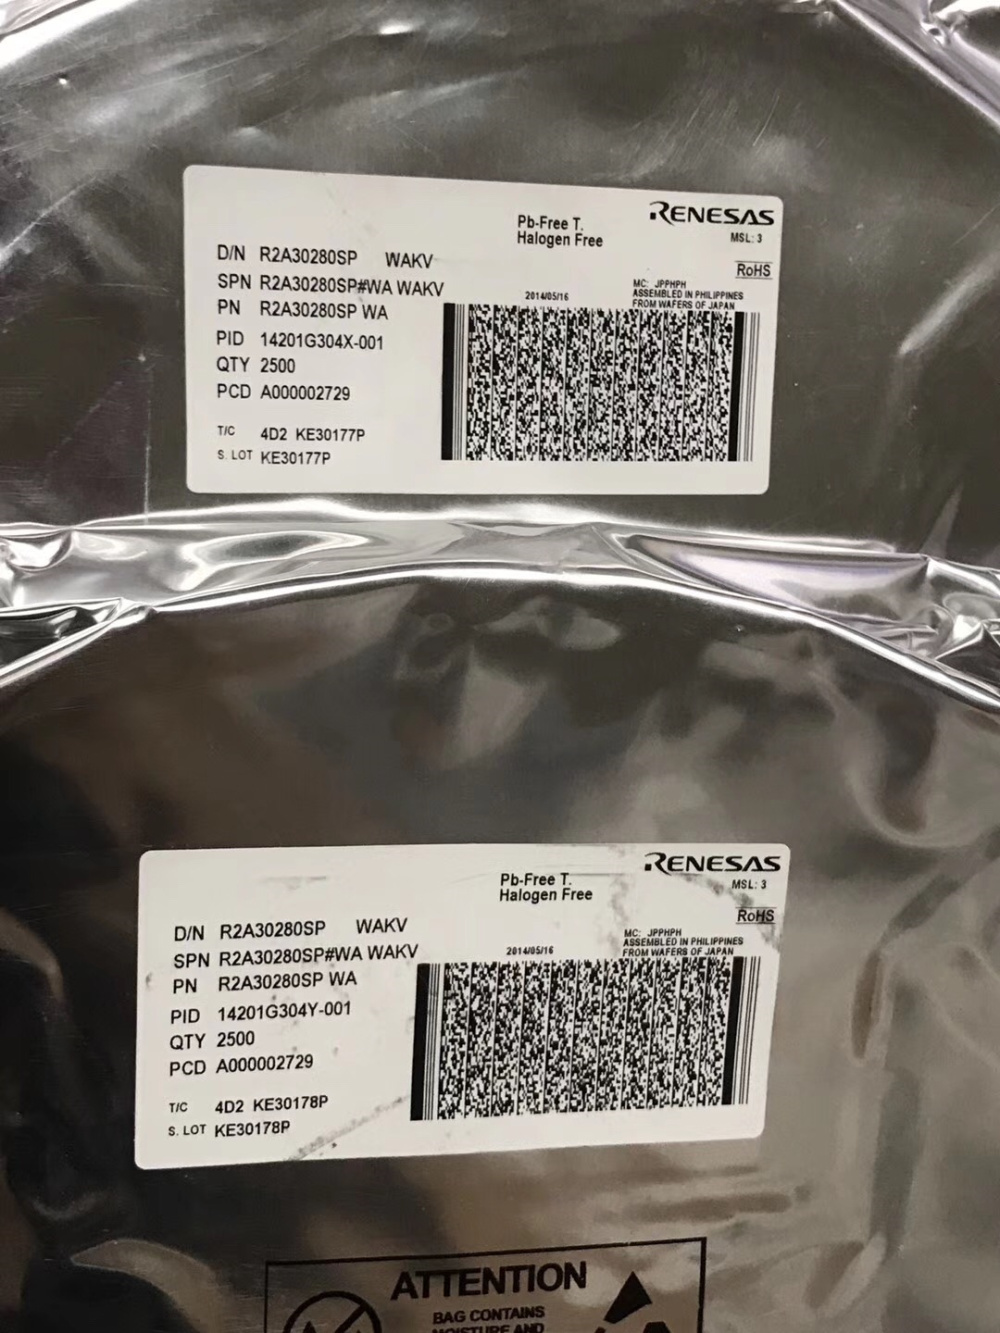 RENESAS
Pb-Free T.
Halogen Free
MSL: 3
RoHS
D/N R2A30280SP WAKV
SPN R2A30280SP#WA WAKV
PN R2A30280SP WA
PID 14201G304X-001
QTY 2500
PCD A000002729
T/C 4D2 KE30177P
S. LOT KE30177P
2014/05/16
MC: JPPHPH
ASSEMBLED IN PHILIPPINES
FROM WAFERS OF JAPAN
RENESAS
Pb-Free T.
Halogen Free
MSL: 3
RoHS
D/N R2A30280SP WAKV
SPN R2A30280SP#WA WAKV
PN R2A30280SP WA
PID 14201G304Y-001
QTY 2500
PCD A000002729
T/C 4D2 KE30178P
S. LOT KE30178P
2014/05/16
MC: JPPHPH
ASSEMBLED IN PHILIPPINES
FROM WAFERS OF JAPAN
ATTENTION
BAG CONTAINS
MOISTURE AND